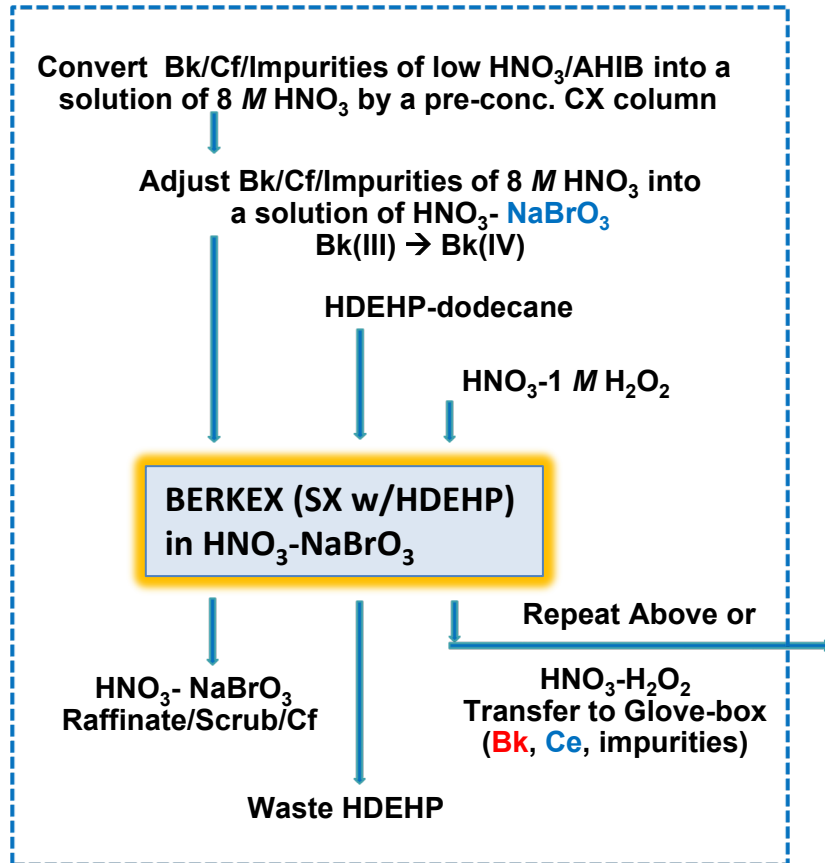 Convert Bk/Cf/Impurities of low HNO₃/AHIB into a
solution of 8 M HNO₃ by a pre-conc. CX column
Adjust Bk/Cf/Impurities of 8 M HNO₃ into
a solution of HNO₃- NaBrO₃
Bk(III) → Bk(IV)
HDEHP-dodecane
HNO₃-1 M H₂O₂
BERKEX (SX w/HDEHP)
in HNO₃-NaBrO₃
Repeat Above or
HNO₃- NaBrO₃
Raffinate/Scrub/Cf
HNO₃-H₂O₂
Transfer to Glove-box
(Bk, Ce, impurities)
Waste HDEHP